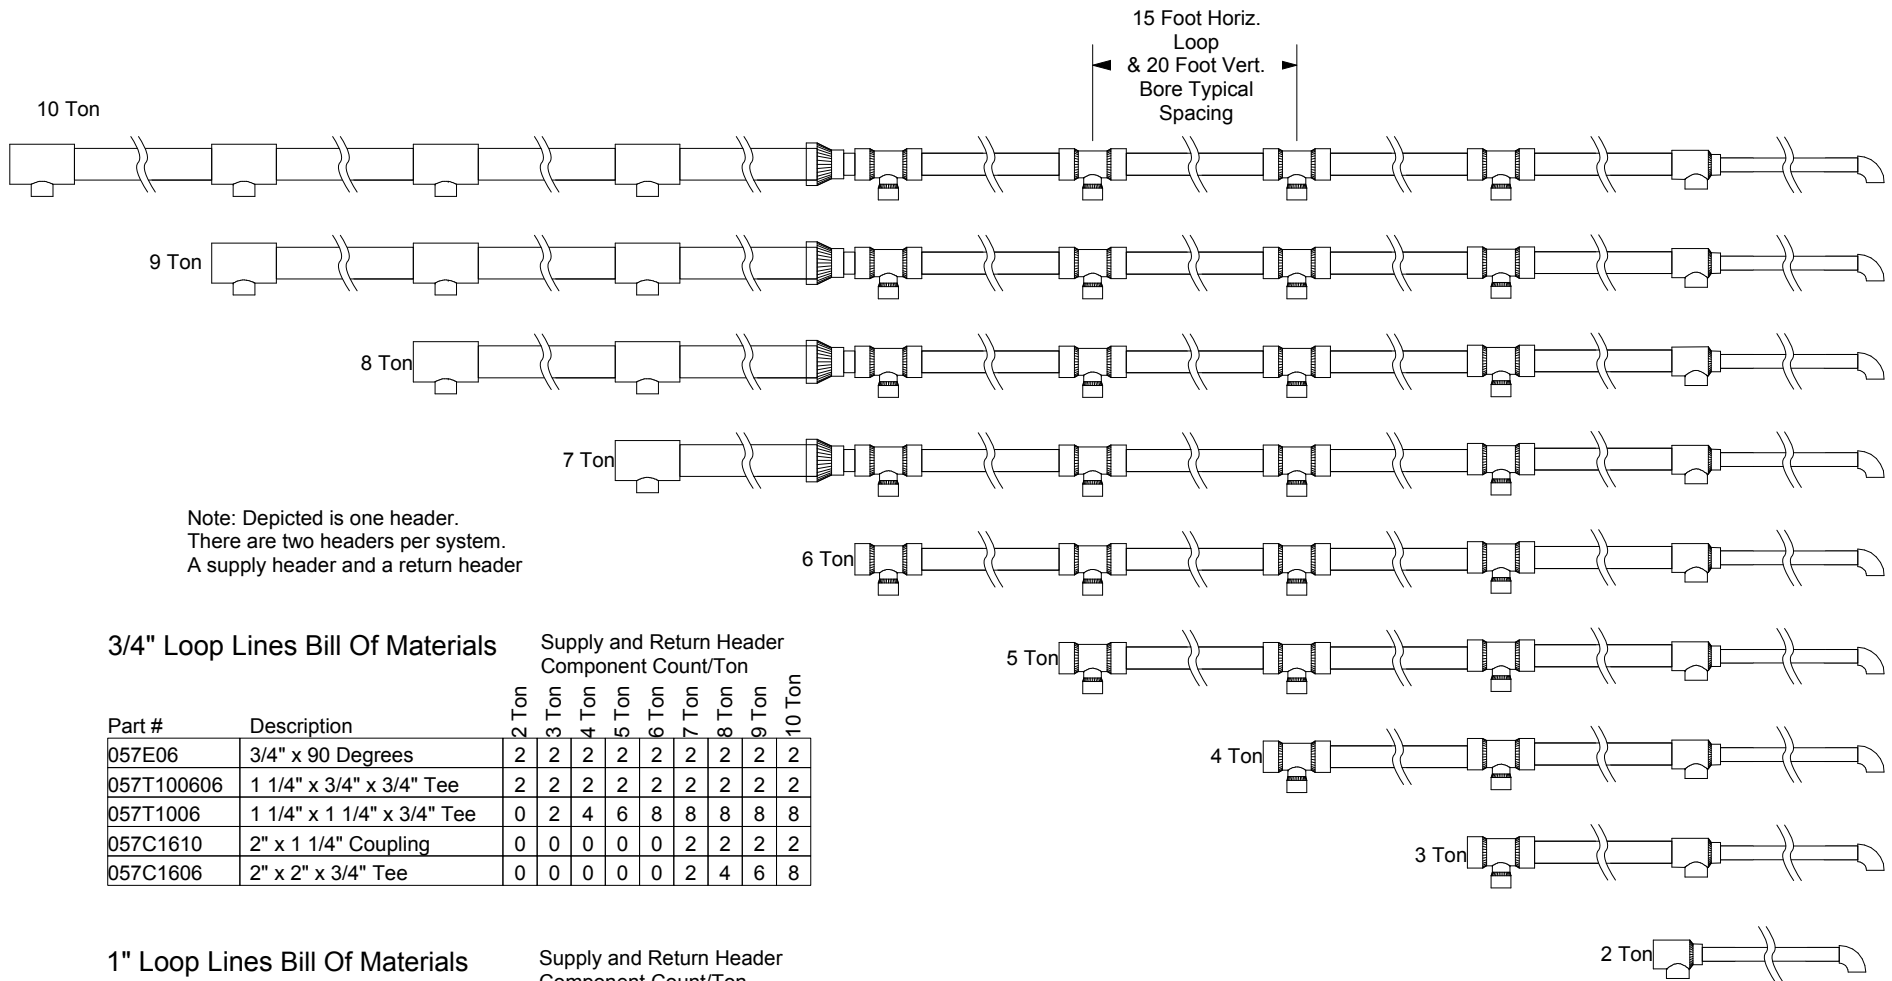 15 Foot Horiz.
Loop
& 20 Foot Vert.
Bore Typical
Spacing
10 Ton
9 Ton
8 Ton
7 Ton
Note: Depicted is one header.
There are two headers per system.
A supply header and a return header
6 Ton
5 Ton
4 Ton
3 Ton
2 Ton
3/4" Loop Lines Bill Of Materials
Supply and Return Header
Component Count/Ton
Part # Description 2 Ton 3 Ton 4 Ton 5 Ton 6 Ton 7 Ton 8 Ton 9 Ton 10 Ton
057E06 3/4" x 90 Degrees 2 2 2 2 2 2 2 2 2
057T100606 1 1/4" x 3/4" x 3/4" Tee 2 2 2 2 2 2 2 2 2
057T1006 1 1/4" x 1 1/4" x 3/4" Tee 0 2 4 6 8 8 8 8 8
057C1610 2" x 1 1/4" Coupling 0 0 0 0 0 2 2 2 2
057C1606 2" x 2" x 3/4" Tee 0 0 0 0 0 2 4 6 8
1" Loop Lines Bill Of Materials
Supply and Return Header
Component Count/Ton